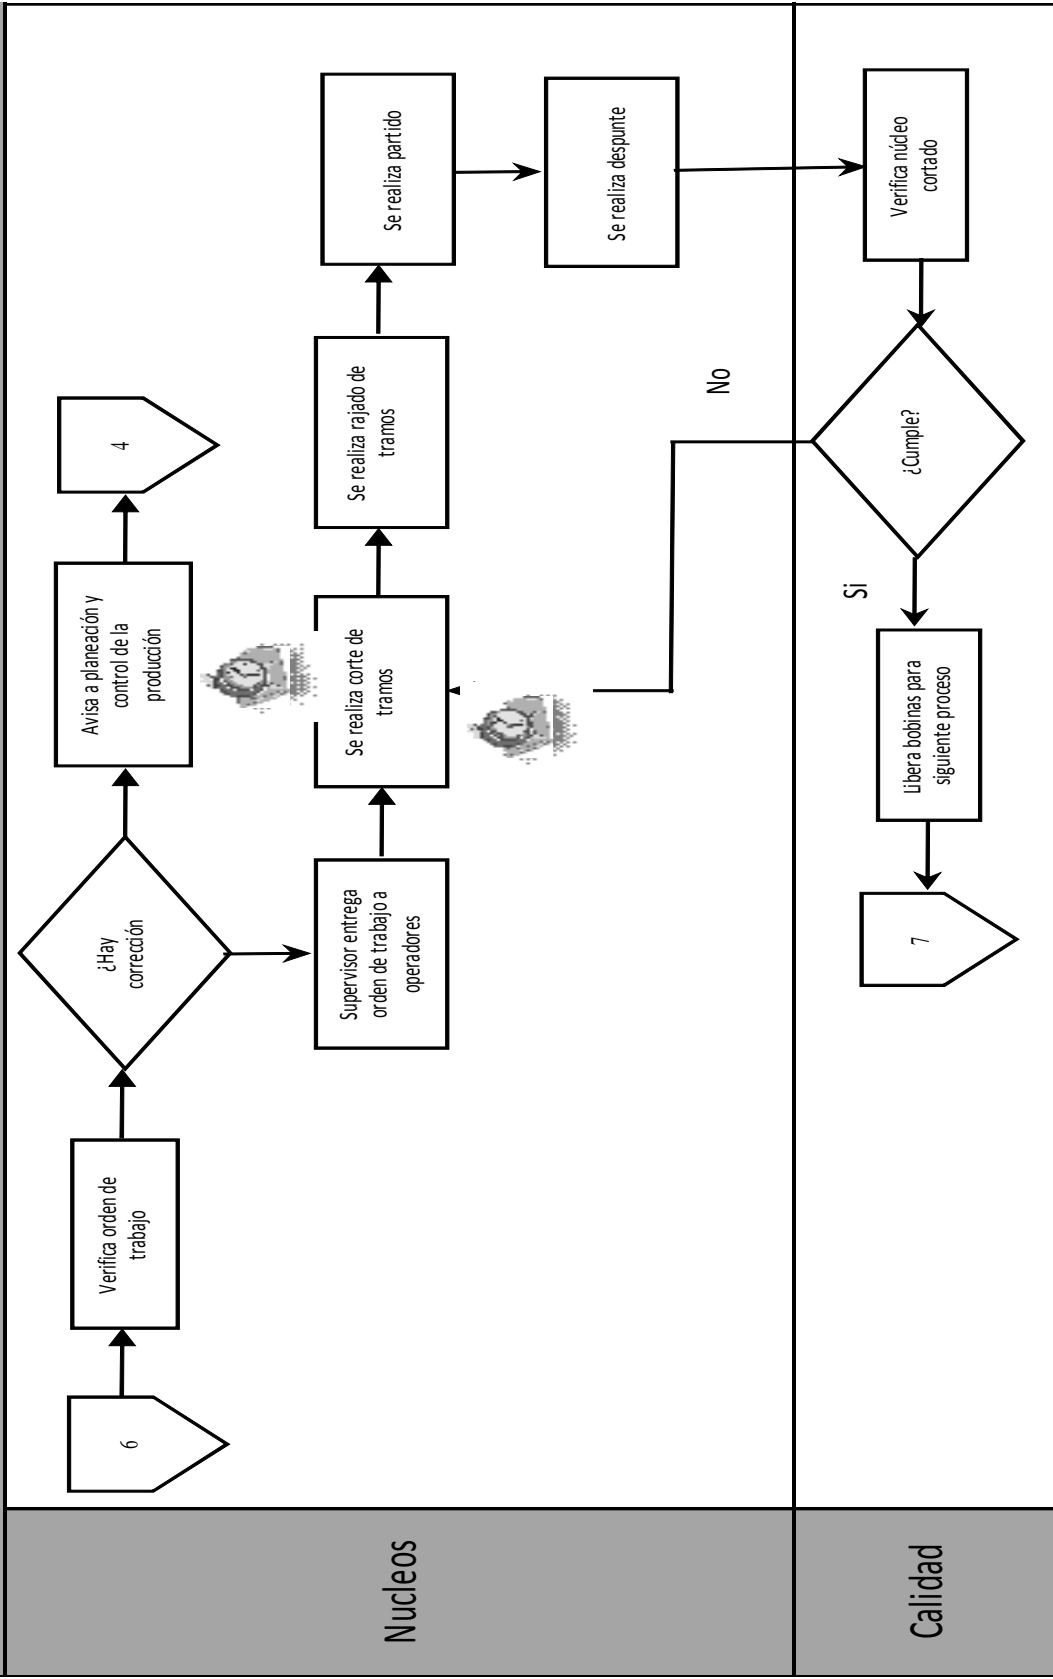 Nucleos
6
Verifica orden de
trabajo
¿Hay
corrección
Avisa a planeación y
control de la
producción
4
Supervisor entrega
orden de trabajo a
operadores
Se realiza corte de
tramos
Se realiza rajado de
tramos
Se realiza partido
Se realiza despunte
No
Calidad
Verifica núcleo
cortado
¿Cumple?
Si
Libera bobinas para
siguiente proceso
7